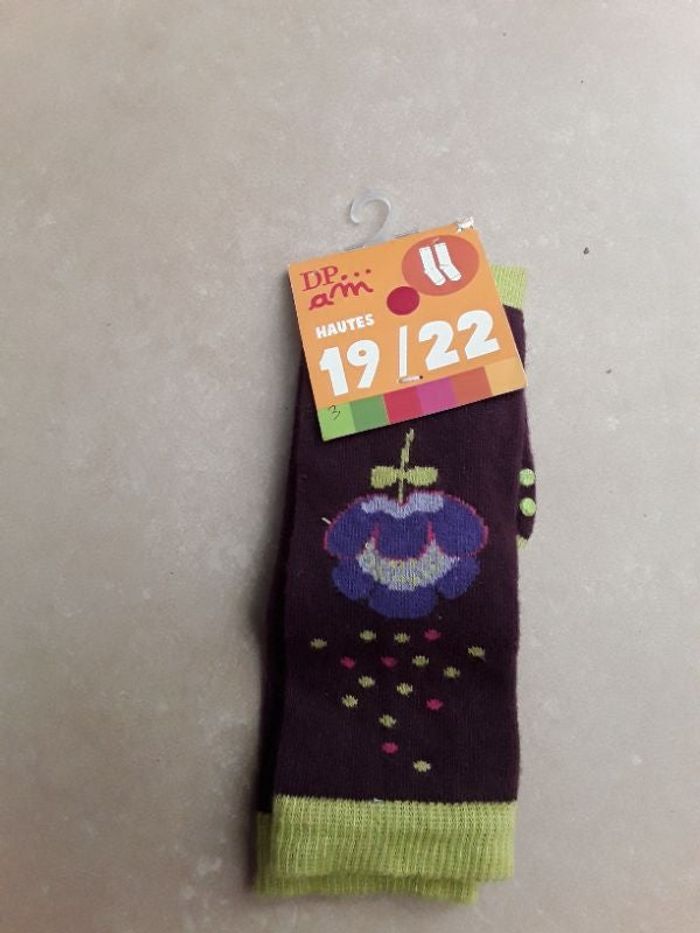 DP...
am
HAUTES
19/22
3